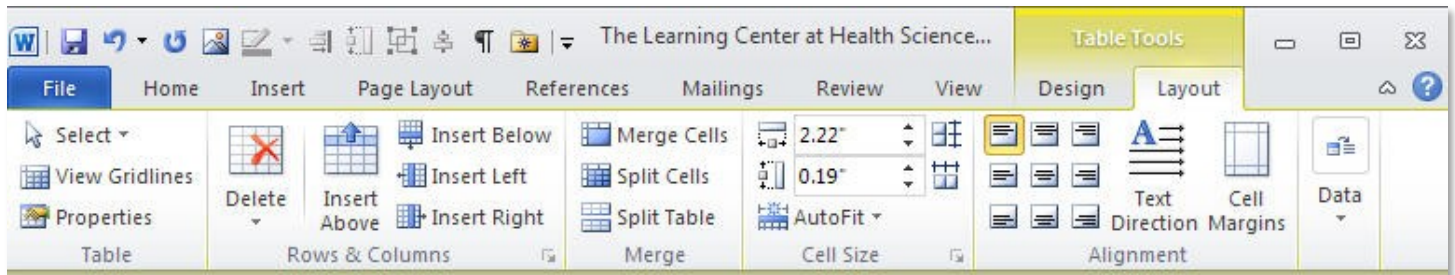 W The Learning Center at Health Science... Table Tools
File Home Insert Page Layout References Mailings Review View Design Layout
Select Insert Below Merge Cells 2.22"
View Gridlines Insert Left Split Cells 0.19"
Delete Insert Above Text Direction Cell Margins Data
Properties Insert Right Split Table AutoFit
Table Rows & Columns Merge Cell Size Alignment